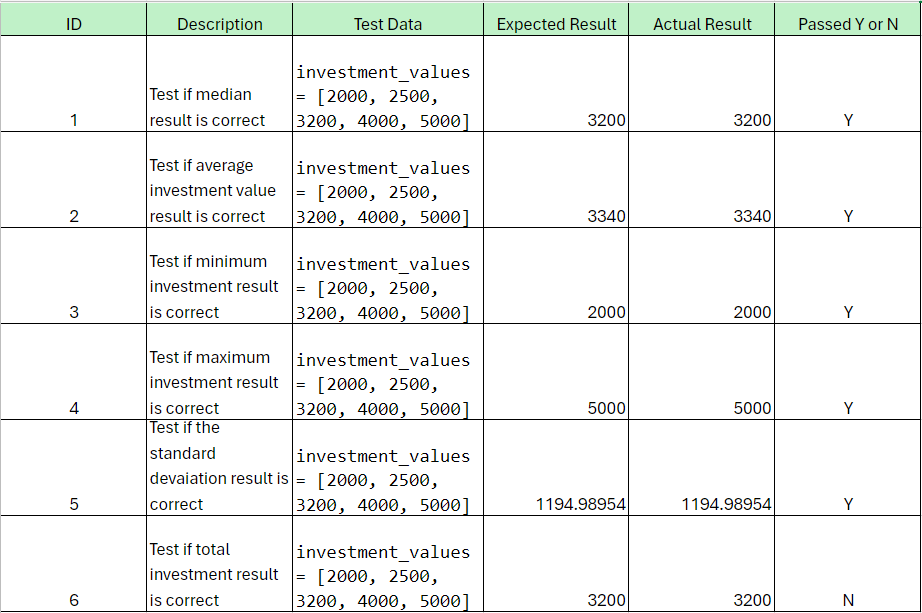 ID Description Test Data Expected Result Actual Result Passed Y or N
investment_values
Test if median = [2000, 2500,
1 result is correct 3200, 4000, 5000] 3200 3200 Y
Test if average investment_values
investment value = [2000, 2500,
2 result is correct 3200, 4000, 5000] 3340 3340 Y
Test if minimum investment_values
investment result = [2000, 2500,
3 is correct 3200, 4000, 5000] 2000 2000 Y
Test if maximum investment_values
investment result = [2000, 2500,
4 is correct 3200, 4000, 5000] 5000 5000 Y
Test if the
standard investment_values
devaiation result is = [2000, 2500,
5 correct 3200, 4000, 5000] 1194.98954 1194.98954 Y
Test if total investment_values
investment result = [2000, 2500,
6 is correct 3200, 4000, 5000] 3200 3200 N